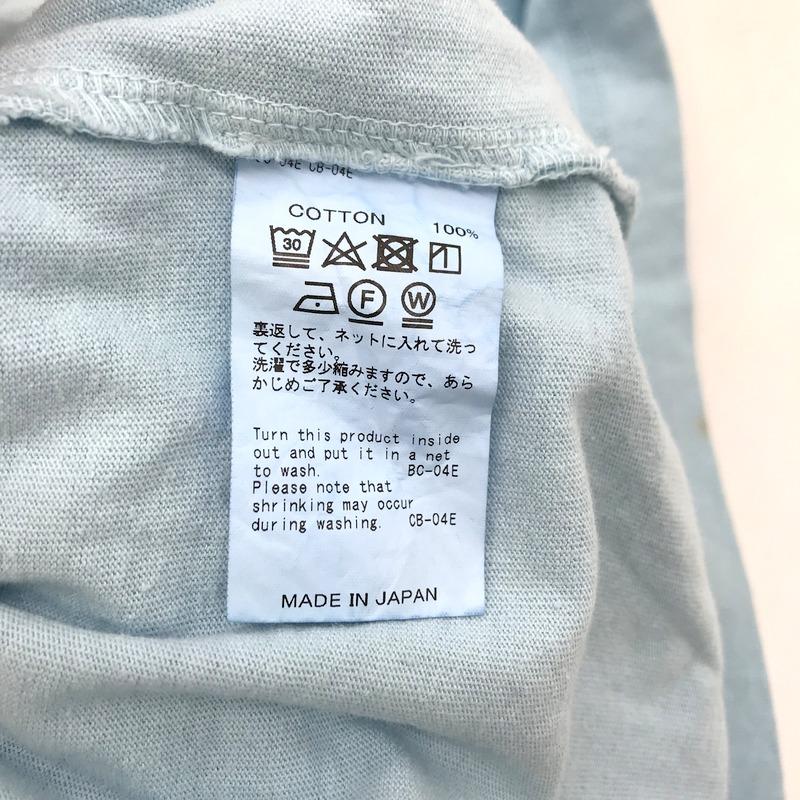 CB-04E
COTTON 100%
30
F W
裏返して、ネットに入れて洗っ
てください。
洗濯で多少縮みますので、あら
かじめご了承ください。
Turn this product inside
out and put it in a net
to wash. BC-04E
Please note that
shrinking may occur
during washing. CB-04E
MADE IN JAPAN